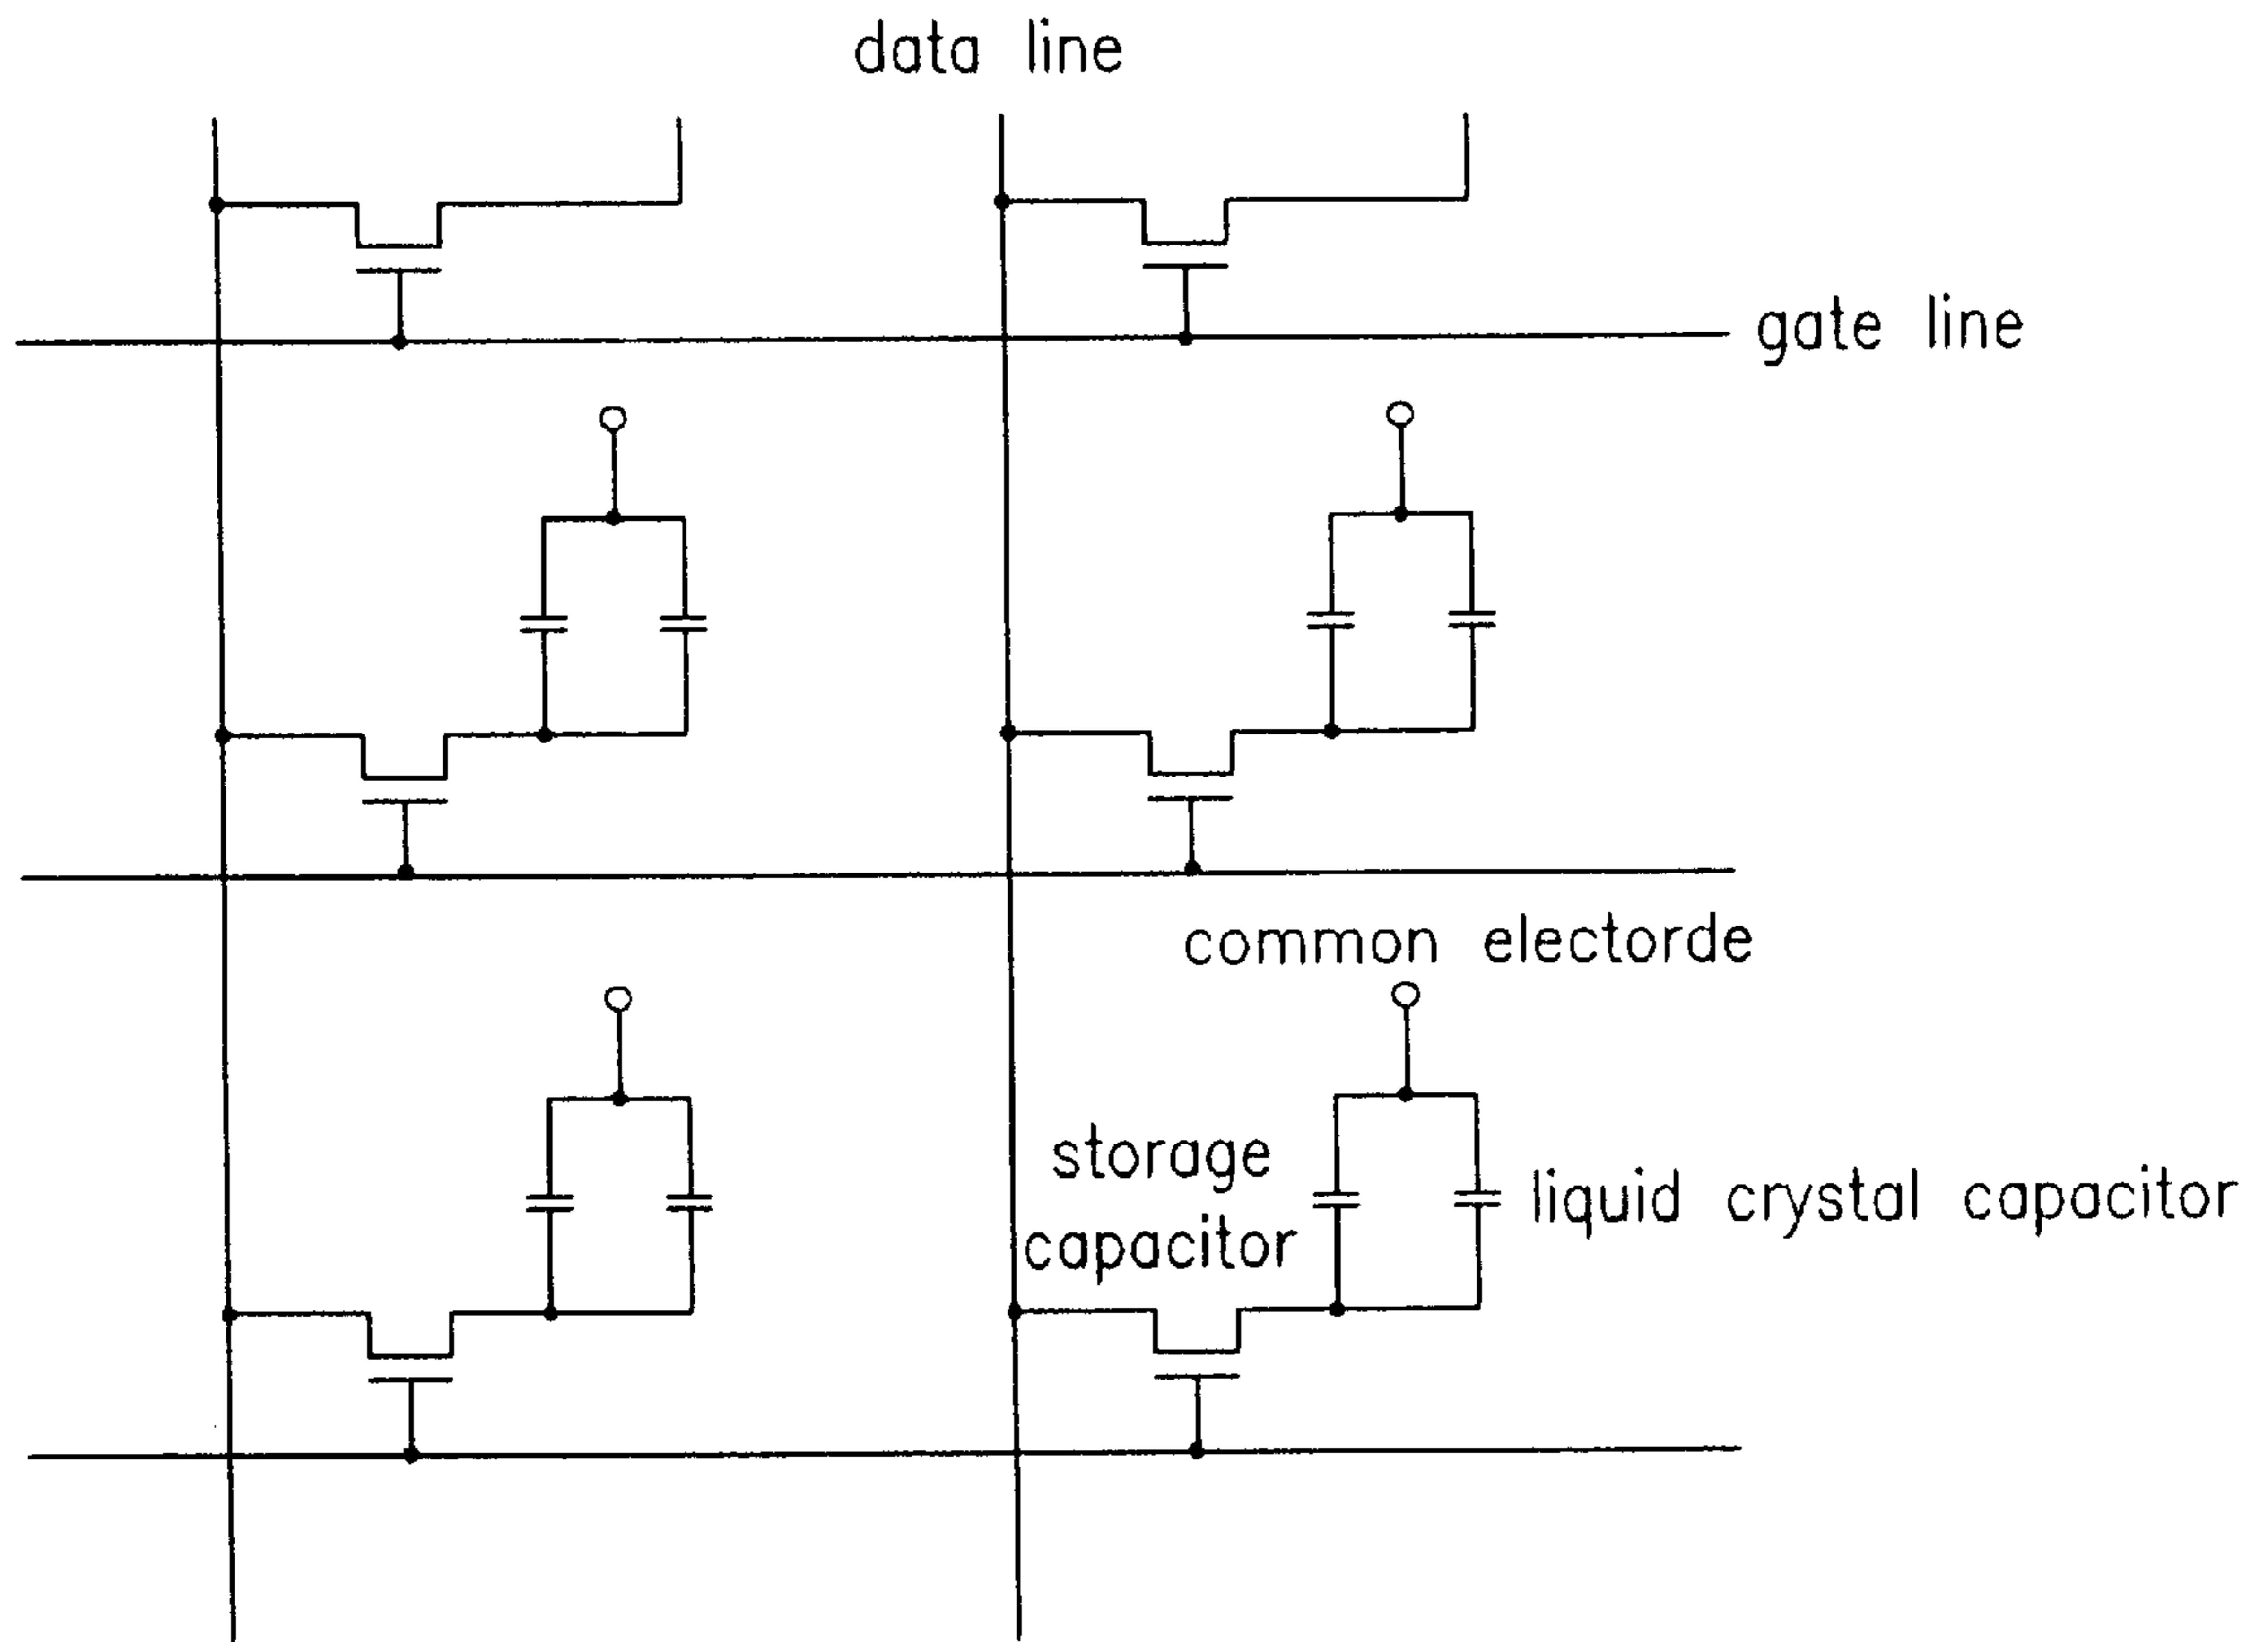 data line
gate line
common electorde
storage
capacitor
liquid crystal capacitor